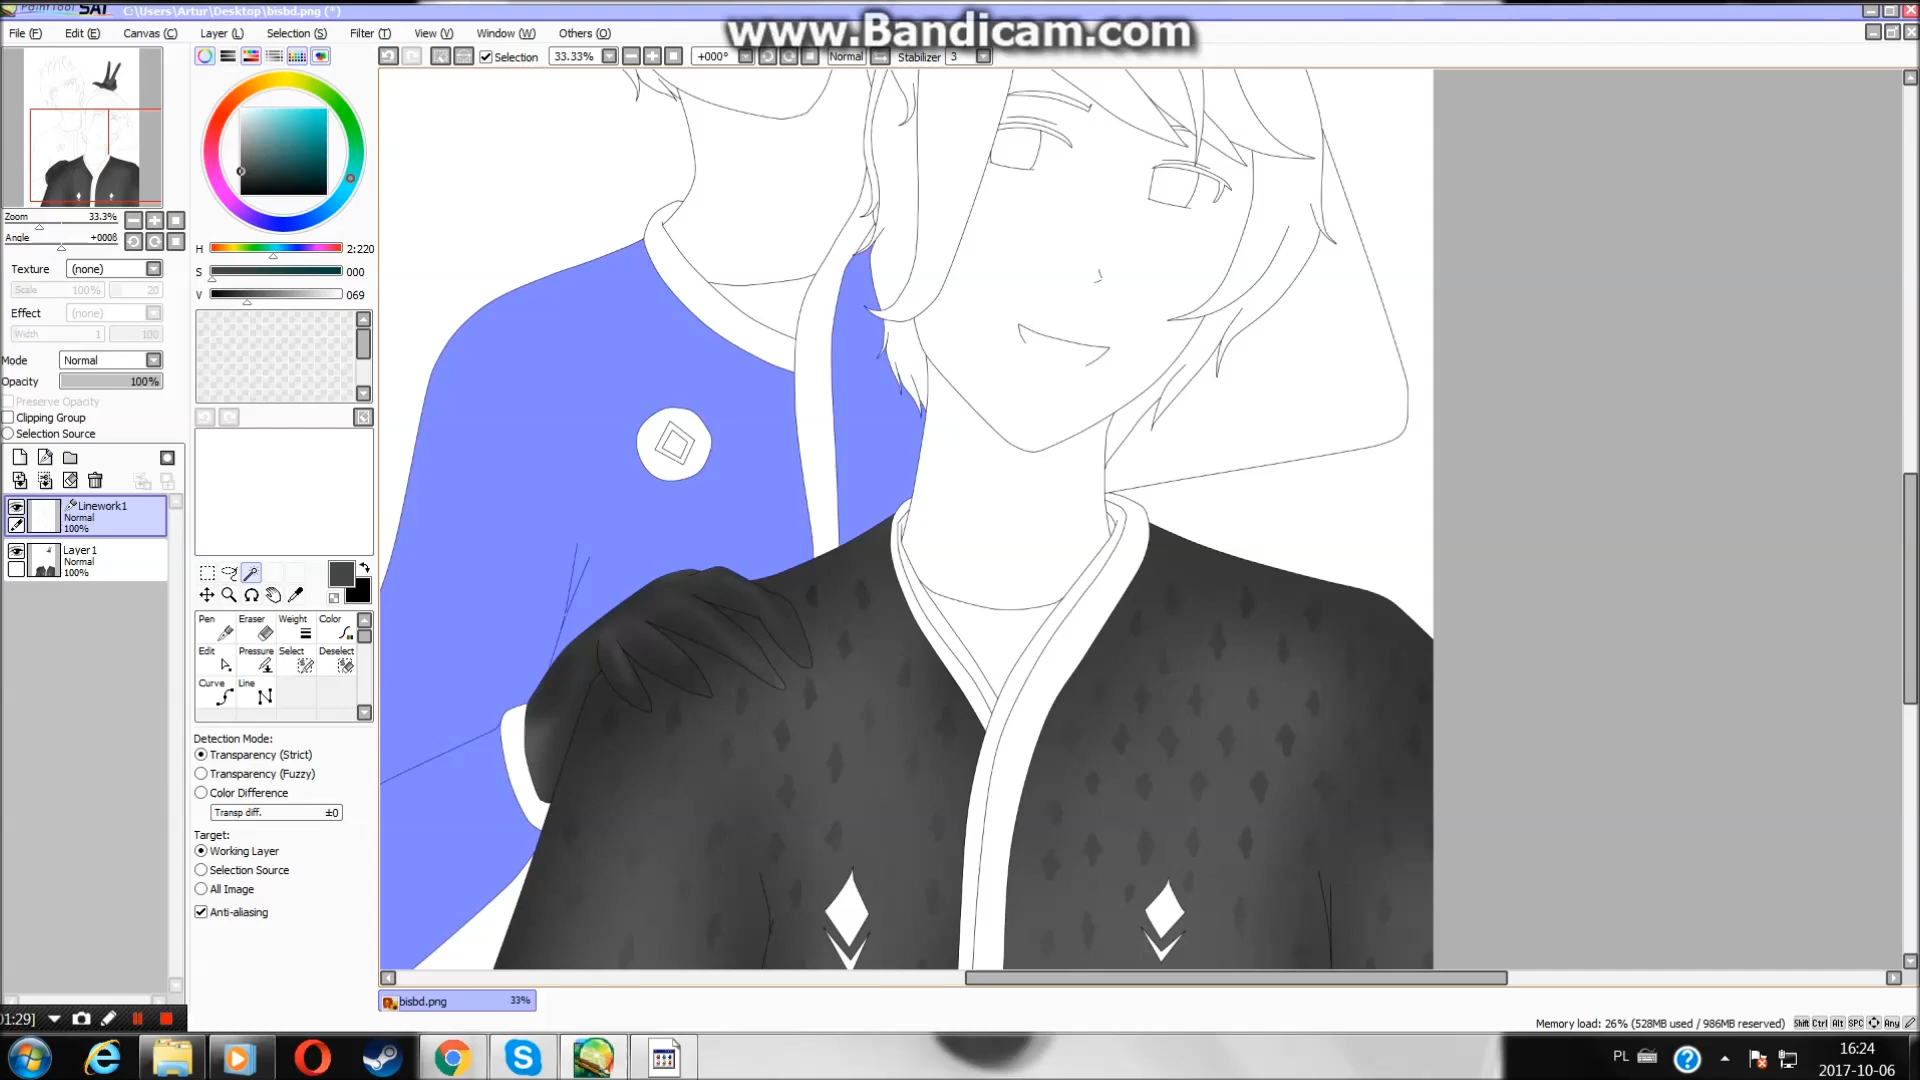 PaintTool SAI C:\Users\Artur\Desktop\bisbd.png (*)
www.Bandicam.com
File (F) Edit (E) Canvas (C) Layer (L) Selection (S) Filter (T) View (V) Window (W) Others (O)
Selection 33.33% +000° Normal Stabilizer 3
Zoom 33.3%
Angle +000ß
H 2:220
S 000
V 069
Texture (none)
Scale 100% 20
Effect (none)
Width 1 100
Mode Normal
Opacity 100%
Preserve Opacity
Clipping Group
Selection Source
Linework1
Normal
100%
Layer1
Normal
100%
Pen Eraser Weight Color
Edit Pressure Select Deselect
Curve Line
Detection Mode:
Transparency (Strict)
Transparency (Fuzzy)
Color Difference
Transp diff. ±0
Target:
Working Layer
Selection Source
All Image
Anti-aliasing
bisbd.png 33%
01:29]
Memory load: 26% (528MB used / 986MB reserved) Shift Ctrl Alt SPC Any
PL
16:24
2017-10-06